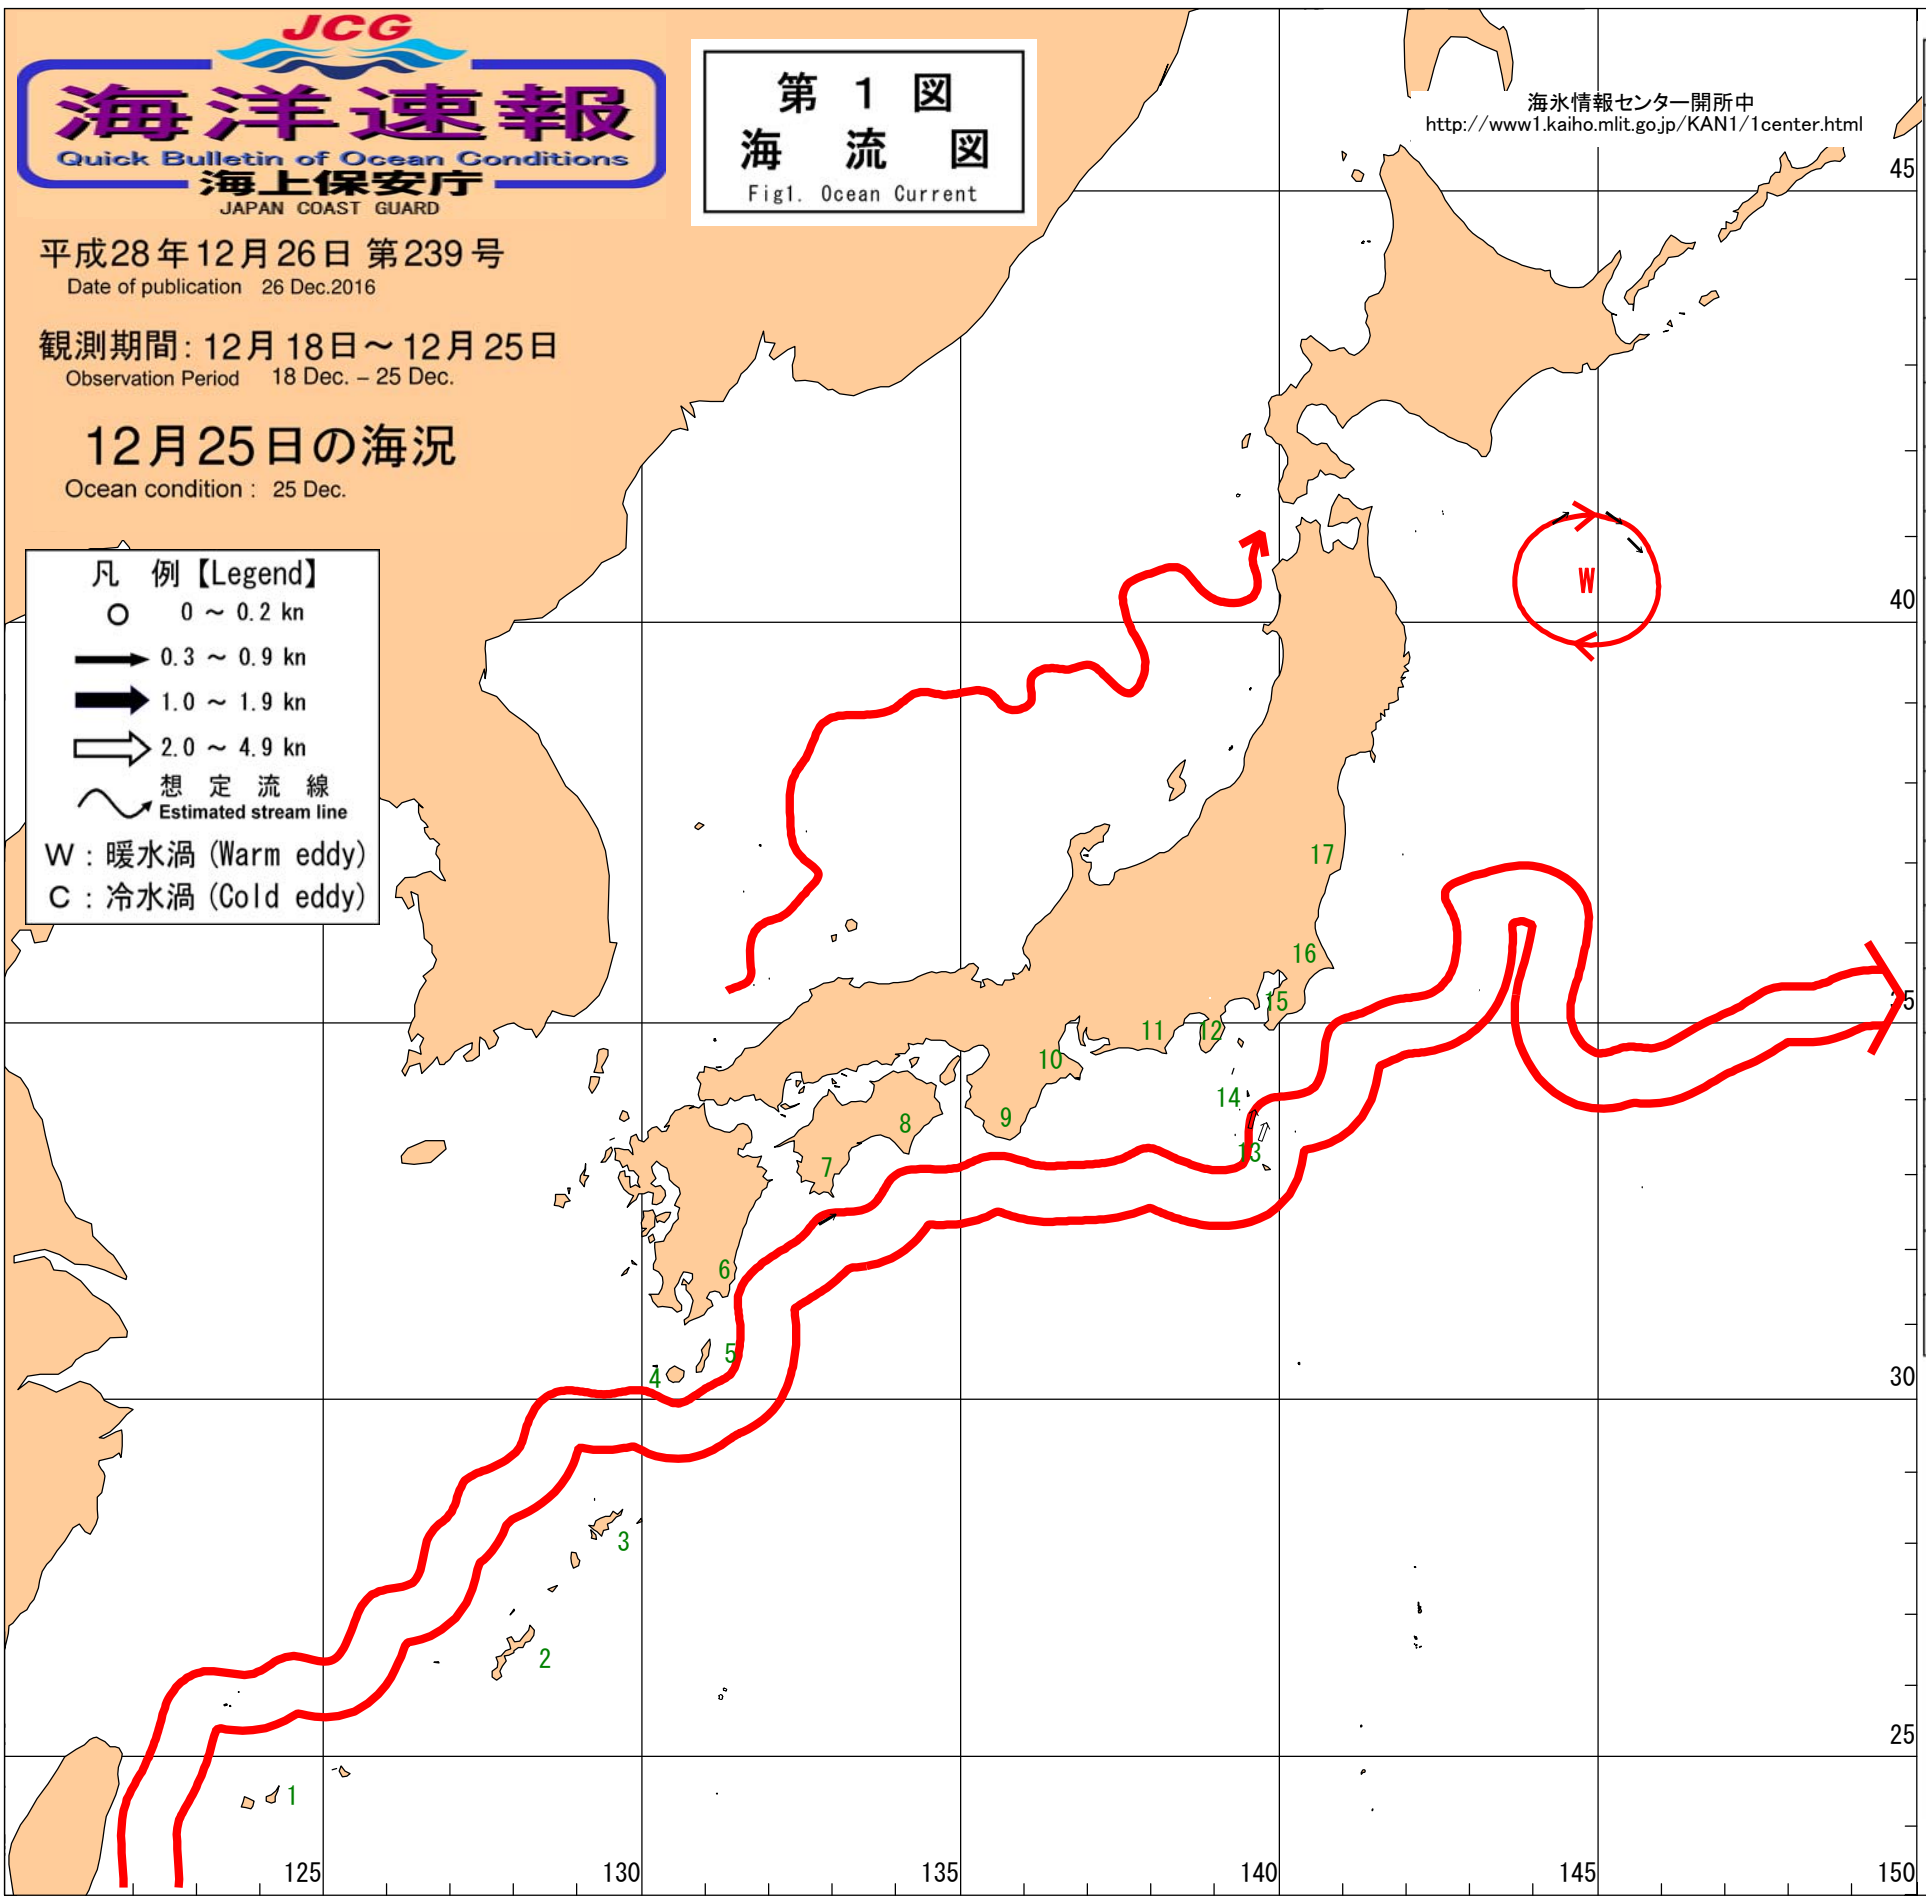 JCG
海洋速報
Quick Bulletin of Ocean Conditions
海上保安庁
JAPAN COAST GUARD
第 1 図
海 流 図
Fig1. Ocean Current
海氷情報センター開所中
http://www1.kaiho.mlit.go.jp/KAN1/1center.html
平成28年12月26日 第239号
Date of publication 26 Dec.2016
観測期間: 12月18日～12月25日
Observation Period 18 Dec. – 25 Dec.
12月25日の海況
Ocean condition : 25 Dec.
凡 例【Legend】
0 ～ 0.2 kn
0.3 ～ 0.9 kn
1.0 ～ 1.9 kn
2.0 ～ 4.9 kn
想 定 流 線
Estimated stream line
W : 暖水渦 (Warm eddy)
C : 冷水渦 (Cold eddy)
45
W
40
17
16
15
35
12
11
10
14
9
8
13
7
6
5
4
30
3
2
25
1
125
130
135
140
145
150